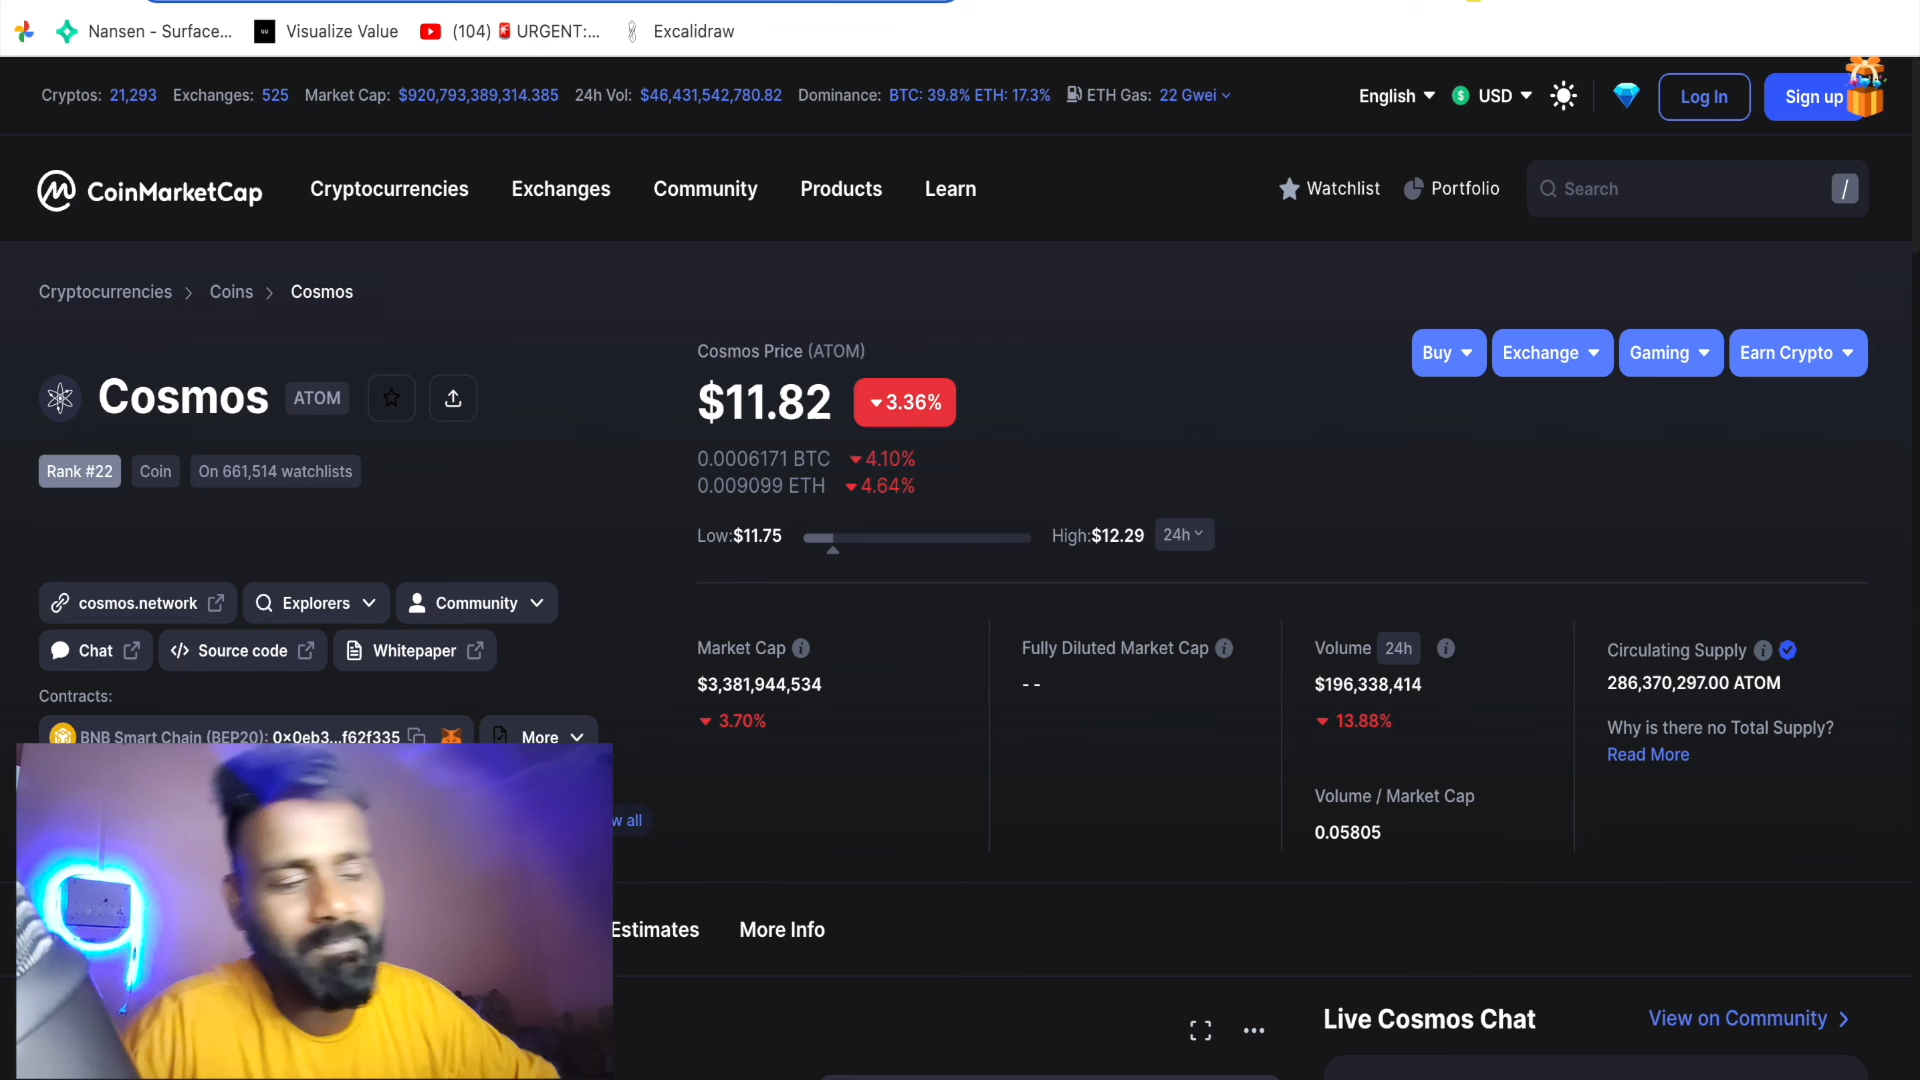 Nansen - Surface...
Visualize Value
(104) 🚨 URGENT:...
Excalidraw
Cryptos: 21,293 Exchanges: 525 Market Cap: $920,793,389,314.385 24h Vol: $46,431,542,780.82 Dominance: BTC: 39.8% ETH: 17.3% ETH Gas: 22 Gwei
English
USD
Log In
Sign up
CoinMarketCap
Cryptocurrencies
Exchanges
Community
Products
Learn
Watchlist
Portfolio
Search
/
Cryptocurrencies > Coins > Cosmos
Cosmos ATOM
Rank #22
Coin
On 661,514 watchlists
Cosmos Price (ATOM)
$11.82
3.36%
0.0006171 BTC 4.10%
0.009099 ETH 4.64%
Low:$11.75
High:$12.29
24h
Buy
Exchange
Gaming
Earn Crypto
cosmos.network
Explorers
Community
Chat
Source code
Whitepaper
Contracts:
BNB Smart Chain (BEP20): 0x0eb3...f62f335
More
w all
Market Cap
$3,381,944,534
3.70%
Fully Diluted Market Cap
- -
Volume 24h
$196,338,414
13.88%
Volume / Market Cap
0.05805
Circulating Supply
286,370,297.00 ATOM
Why is there no Total Supply?
Read More
Estimates
More Info
Live Cosmos Chat
View on Community